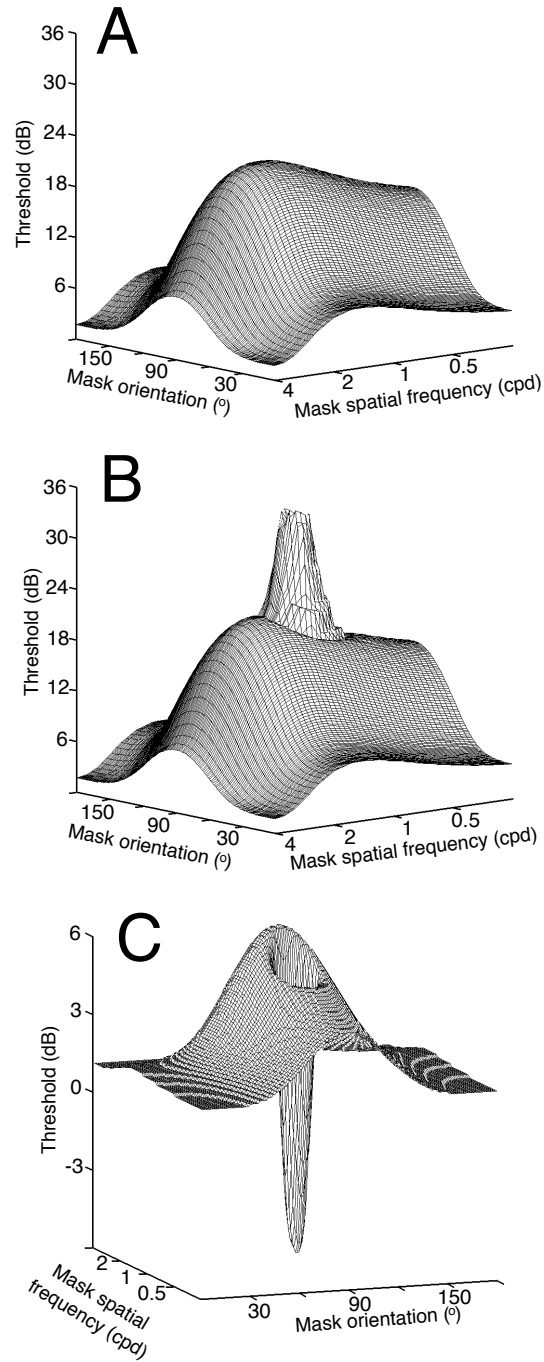 A
36
30
24
18
12
6
Threshold (dB)
150
90
30
Mask orientation (º)
4
2
1
0.5
Mask spatial frequency (cpd)
B
36
30
24
18
12
6
Threshold (dB)
150
90
30
Mask orientation (º)
4
2
1
0.5
Mask spatial frequency (cpd)
C
6
3
0
-3
Threshold (dB)
2
1
0.5
Mask spatial
frequency (cpd)
30
90
150
Mask orientation (º)